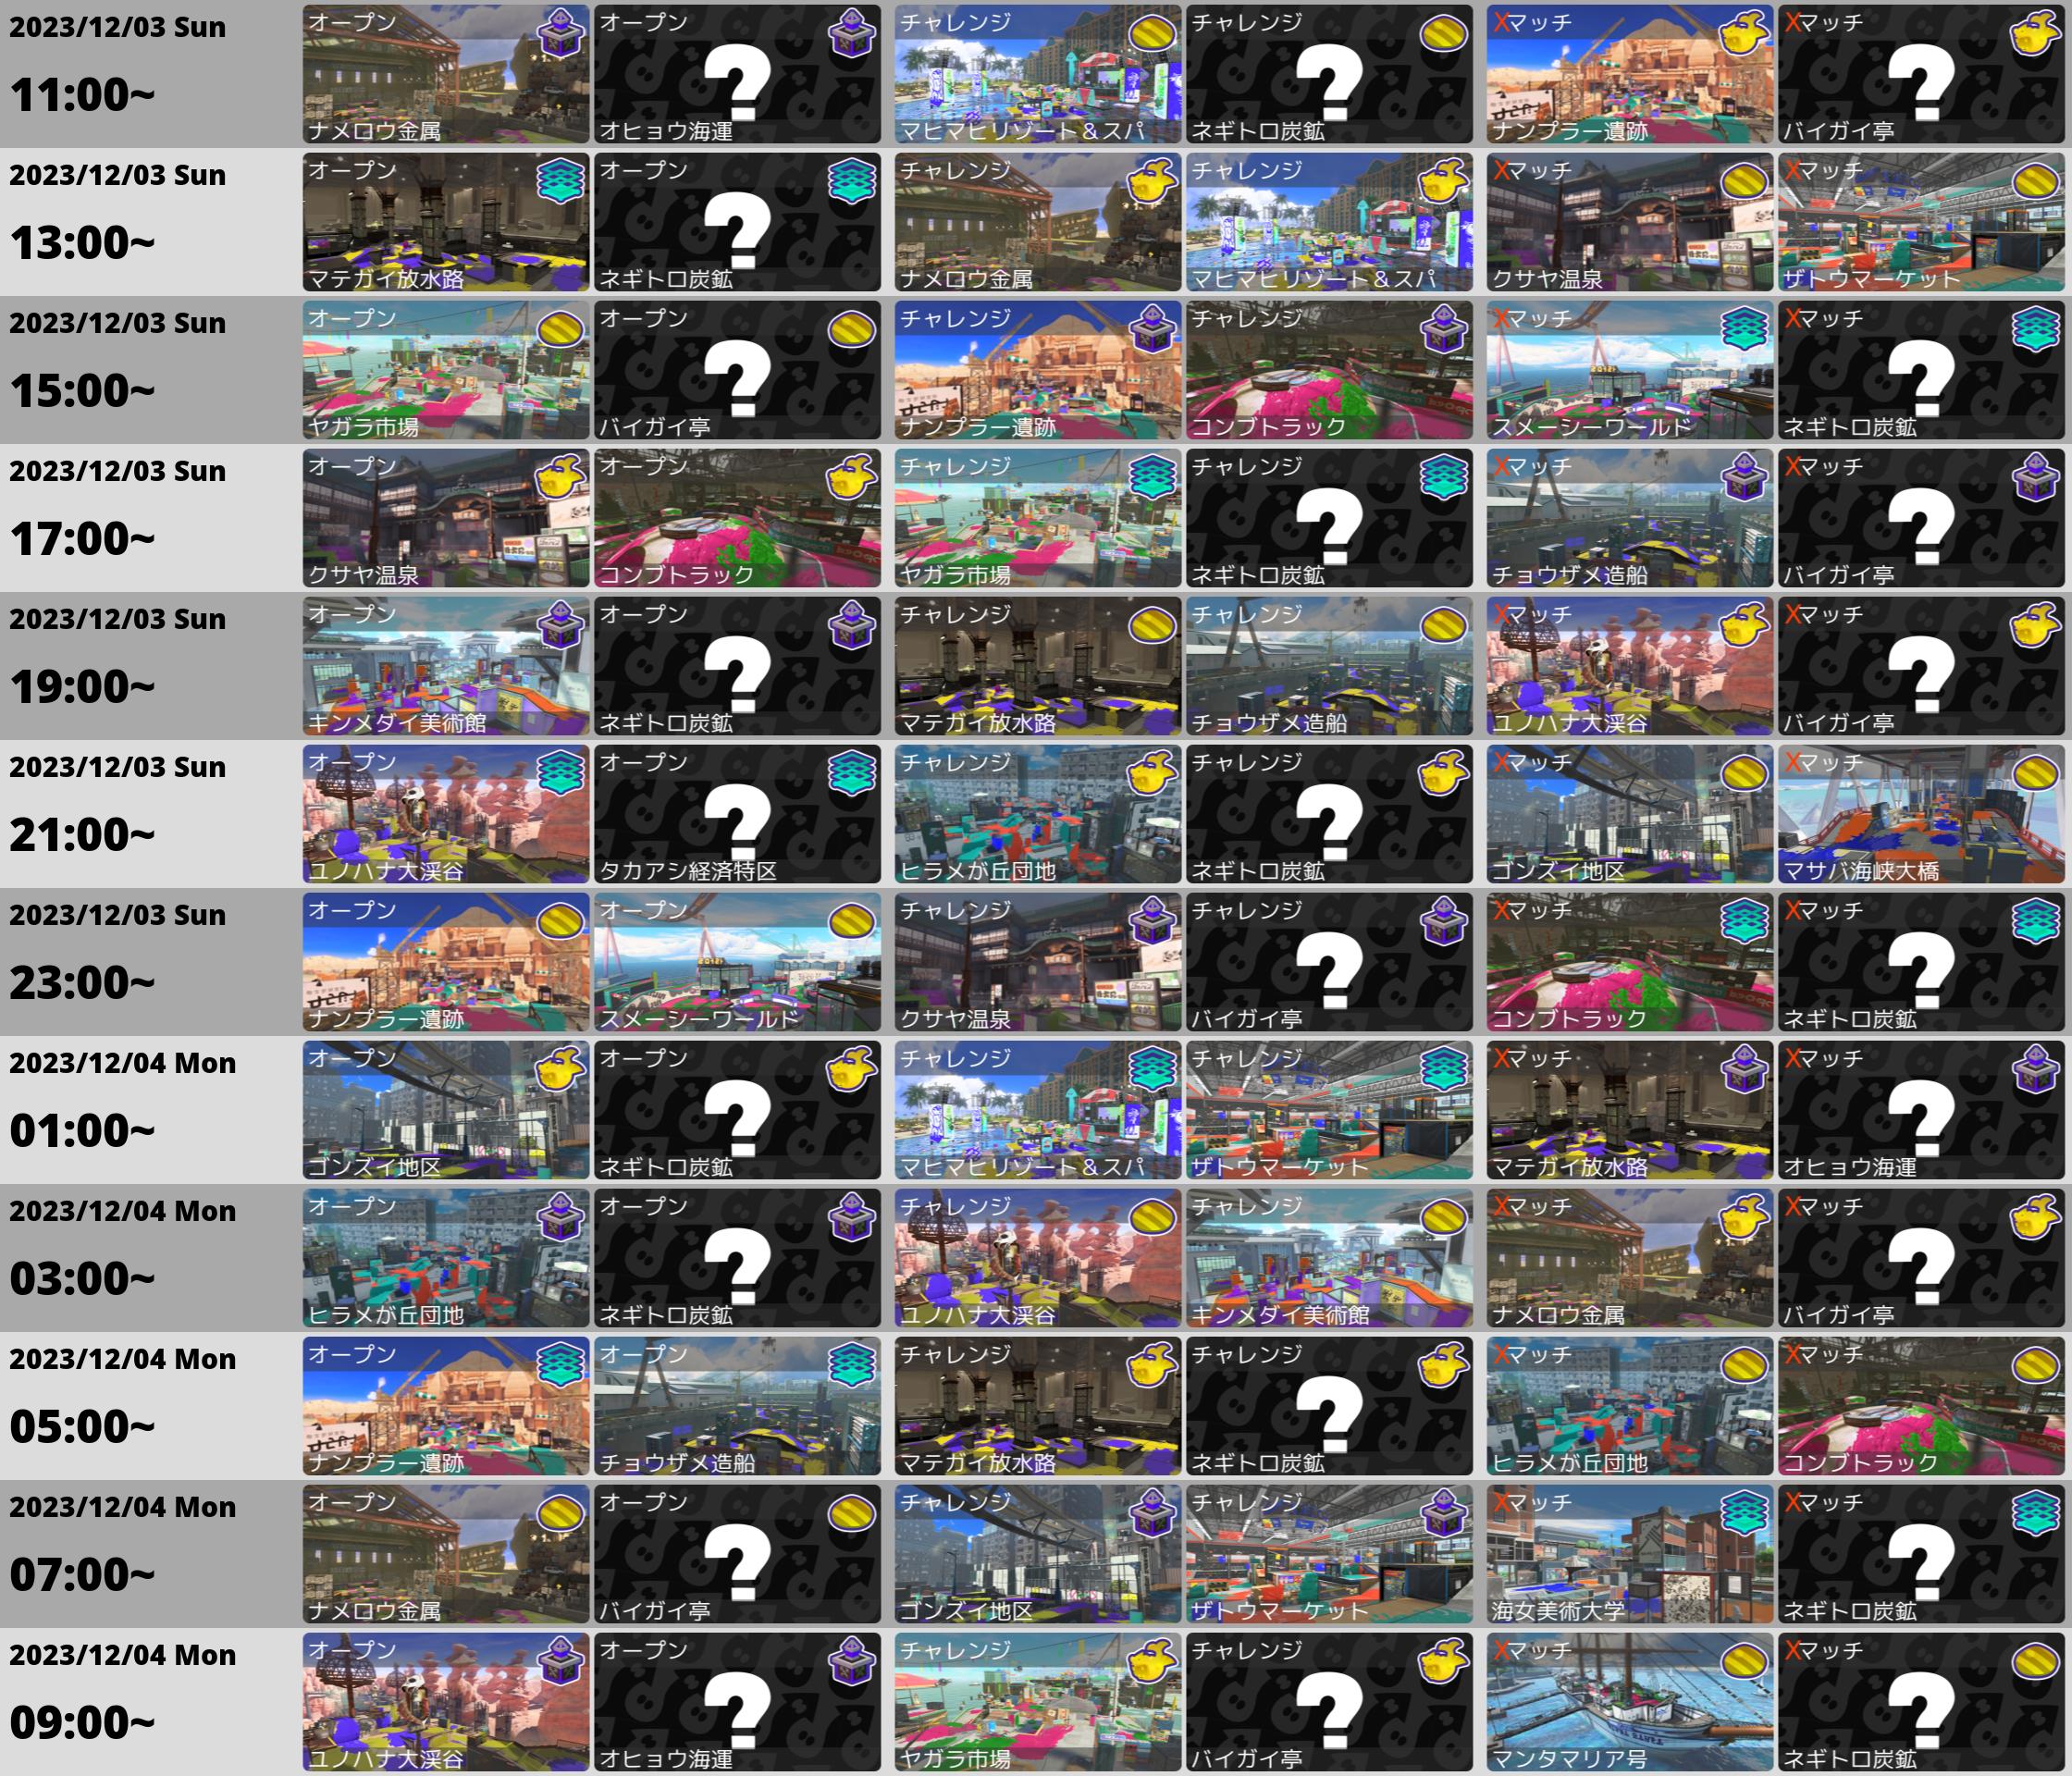 2023/12/03 Sun
11:00~
オープン
ナメロウ金属
オープン
オヒョウ海運
チャレンジ
マヒマヒリゾート＆スパ
チャレンジ
ネギトロ炭鉱
Xマッチ
ナンプラー遺跡
Xマッチ
バイガイ亭
2023/12/03 Sun
13:00~
オープン
マテガイ放水路
オープン
ネギトロ炭鉱
チャレンジ
ナメロウ金属
チャレンジ
マヒマヒリゾート＆スパ
Xマッチ
クサヤ温泉
Xマッチ
ザトウマーケット
2023/12/03 Sun
15:00~
オープン
ヤガラ市場
オープン
バイガイ亭
チャレンジ
ナンプラー遺跡
チャレンジ
コンブトラック
Xマッチ
スメーシーワールド
Xマッチ
ネギトロ炭鉱
2023/12/03 Sun
17:00~
オープン
クサヤ温泉
オープン
コンブトラック
チャレンジ
ヤガラ市場
チャレンジ
ネギトロ炭鉱
Xマッチ
チョウザメ造船
Xマッチ
バイガイ亭
2023/12/03 Sun
19:00~
オープン
キンメダイ美術館
オープン
ネギトロ炭鉱
チャレンジ
マテガイ放水路
チャレンジ
チョウザメ造船
Xマッチ
ユノハナ大渓谷
Xマッチ
バイガイ亭
2023/12/03 Sun
21:00~
オープン
ユノハナ大渓谷
オープン
タカアシ経済特区
チャレンジ
ヒラメが丘団地
チャレンジ
ネギトロ炭鉱
Xマッチ
ゴンズイ地区
Xマッチ
マサバ海峡大橋
2023/12/03 Sun
23:00~
オープン
ナンプラー遺跡
オープン
スメーシーワールド
チャレンジ
クサヤ温泉
チャレンジ
バイガイ亭
Xマッチ
コンブトラック
Xマッチ
ネギトロ炭鉱
2023/12/04 Mon
01:00~
オープン
ゴンズイ地区
オープン
ネギトロ炭鉱
チャレンジ
マヒマヒリゾート＆スパ
チャレンジ
ザトウマーケット
Xマッチ
マテガイ放水路
Xマッチ
オヒョウ海運
2023/12/04 Mon
03:00~
オープン
ヒラメが丘団地
オープン
ネギトロ炭鉱
チャレンジ
ユノハナ大渓谷
チャレンジ
キンメダイ美術館
Xマッチ
ナメロウ金属
Xマッチ
バイガイ亭
2023/12/04 Mon
05:00~
オープン
ナンプラー遺跡
オープン
チョウザメ造船
チャレンジ
マテガイ放水路
チャレンジ
ネギトロ炭鉱
Xマッチ
ヒラメが丘団地
Xマッチ
コンブトラック
2023/12/04 Mon
07:00~
オープン
ナメロウ金属
オープン
バイガイ亭
チャレンジ
ゴンズイ地区
チャレンジ
ザトウマーケット
Xマッチ
海女美術大学
Xマッチ
ネギトロ炭鉱
2023/12/04 Mon
09:00~
オープン
ユノハナ大渓谷
オープン
オヒョウ海運
チャレンジ
ヤガラ市場
チャレンジ
バイガイ亭
Xマッチ
マンタマリア号
Xマッチ
ネギトロ炭鉱